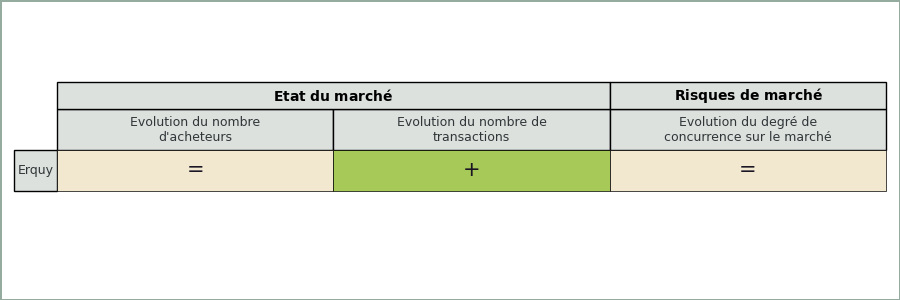 Etat du marché
Risques de marché
Evolution du nombre
d'acheteurs
Evolution du nombre de
transactions
Evolution du degré de
concurrence sur le marché
Erquy
=
+
=